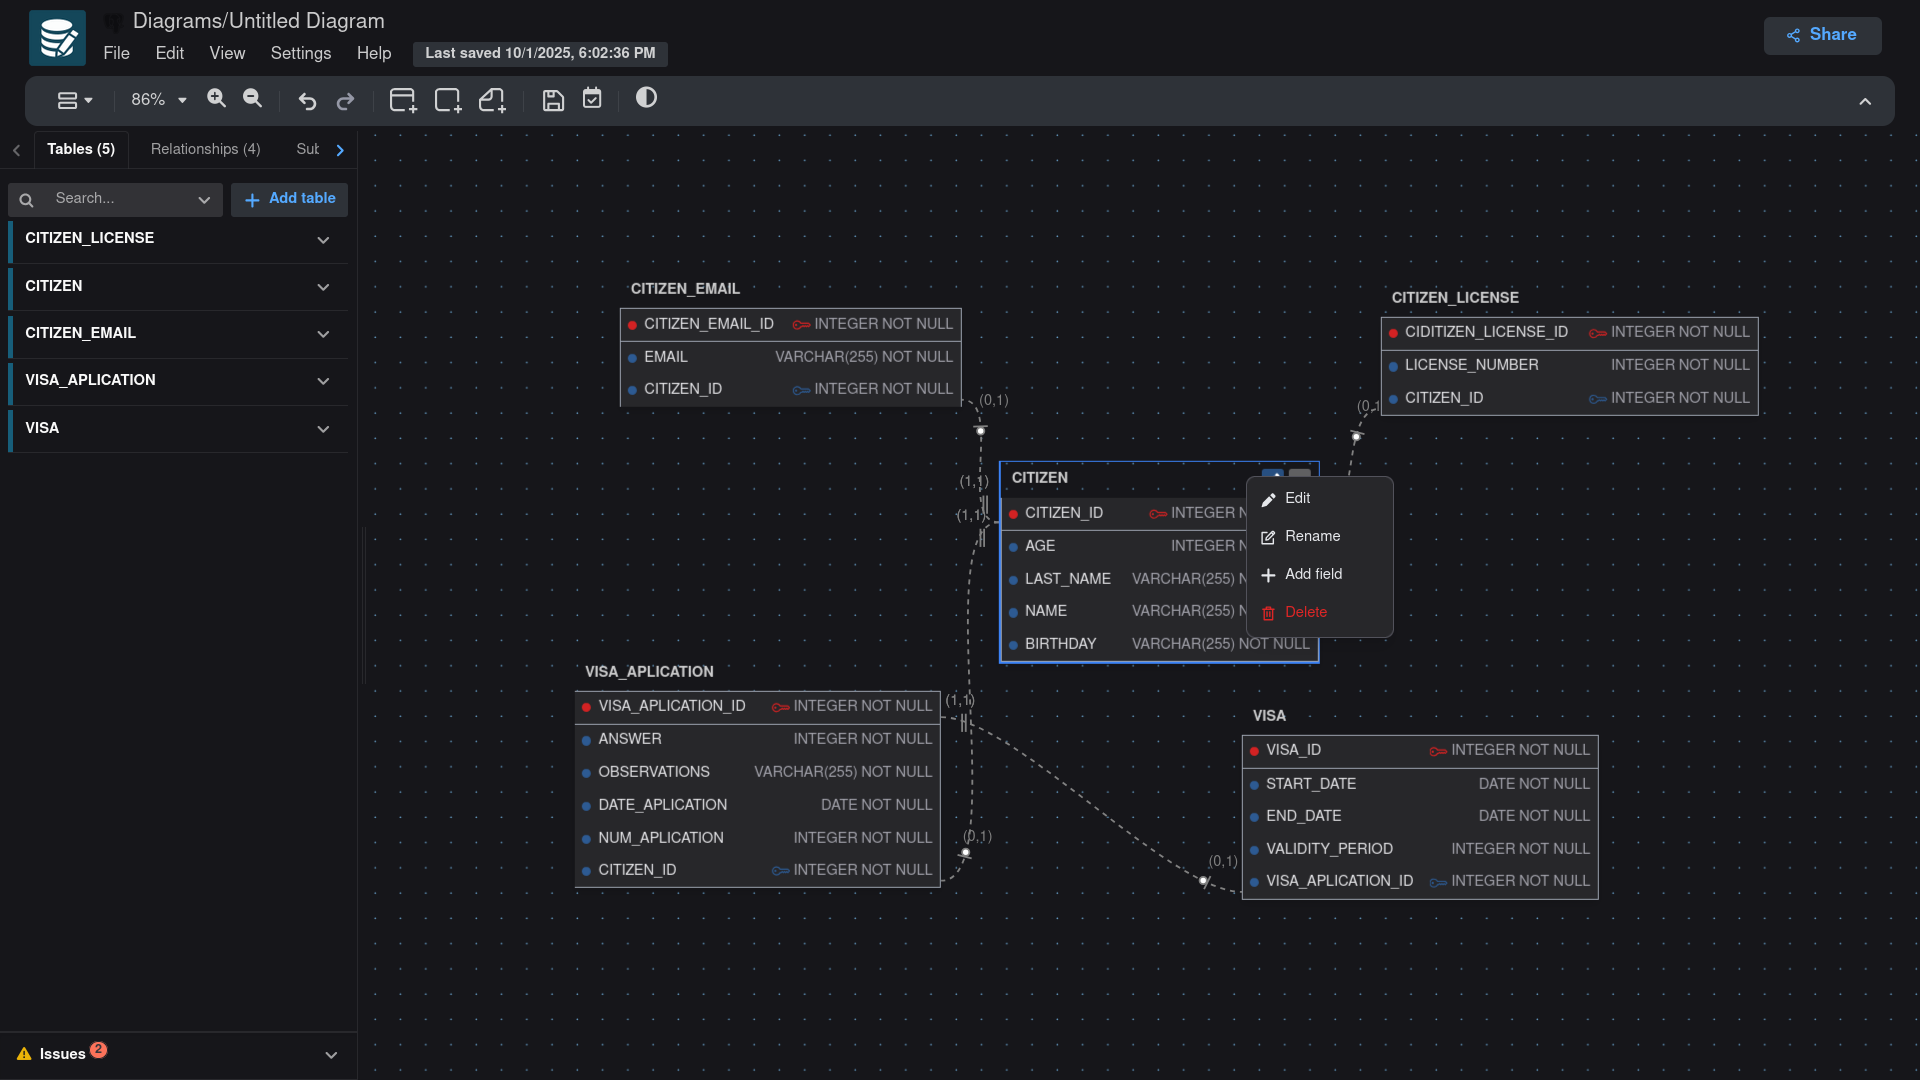 Diagrams/Untitled Diagram
File Edit View Settings Help Last saved 10/1/2025, 6:02:36 PM
Share
86%
Tables (5) Relationships (4) Sub
Search... Add table
CITIZEN_LICENSE
CITIZEN
CITIZEN_EMAIL
VISA_APLICATION
VISA
Issues 2
CITIZEN_EMAIL
CITIZEN_EMAIL_ID INTEGER NOT NULL
EMAIL VARCHAR(255) NOT NULL
CITIZEN_ID INTEGER NOT NULL
(0,1)
CITIZEN_LICENSE
CIDITIZEN_LICENSE_ID INTEGER NOT NULL
LICENSE_NUMBER INTEGER NOT NULL
CITIZEN_ID INTEGER NOT NULL
(0,1
(1,1)
(1,1)
CITIZEN
CITIZEN_ID INTEGER N
AGE INTEGER N
LAST_NAME VARCHAR(255) N
NAME VARCHAR(255) N
BIRTHDAY VARCHAR(255) NOT NULL
Edit
Rename
Add field
Delete
VISA_APLICATION
VISA_APLICATION_ID INTEGER NOT NULL
ANSWER INTEGER NOT NULL
OBSERVATIONS VARCHAR(255) NOT NULL
DATE_APLICATION DATE NOT NULL
NUM_APLICATION INTEGER NOT NULL
CITIZEN_ID INTEGER NOT NULL
(1,1)
(0,1)
(0,1)
VISA
VISA_ID INTEGER NOT NULL
START_DATE DATE NOT NULL
END_DATE DATE NOT NULL
VALIDITY_PERIOD INTEGER NOT NULL
VISA_APLICATION_ID INTEGER NOT NULL